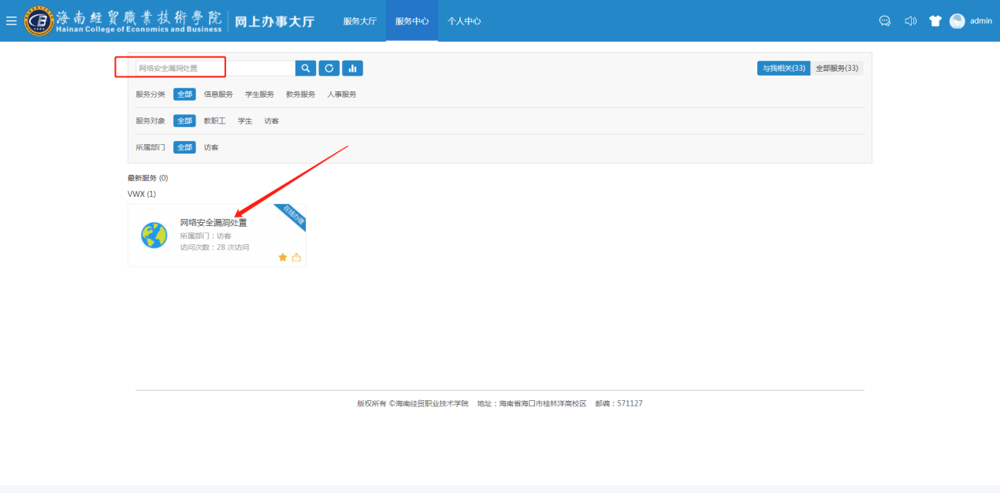 海南經貿職業技術學院 网上办事大厅 服务大厅 服务中心 个人中心 admin
Hainan College of Economics and Business
网络安全漏洞处置 与我相关(33) 全部服务(33)
服务分类 全部 信息服务 学生服务 教务服务 人事服务
服务对象 全部 教职工 学生 访客
所属部门 全部 访客
最新服务 (0)
VWX (1)
在线办理
网络安全漏洞处置
所属部门：访客
访问次数：28 次访问
版权所有 ©海南经贸职业技术学院 地址：海南省海口市桂林洋高校区 邮编：571127